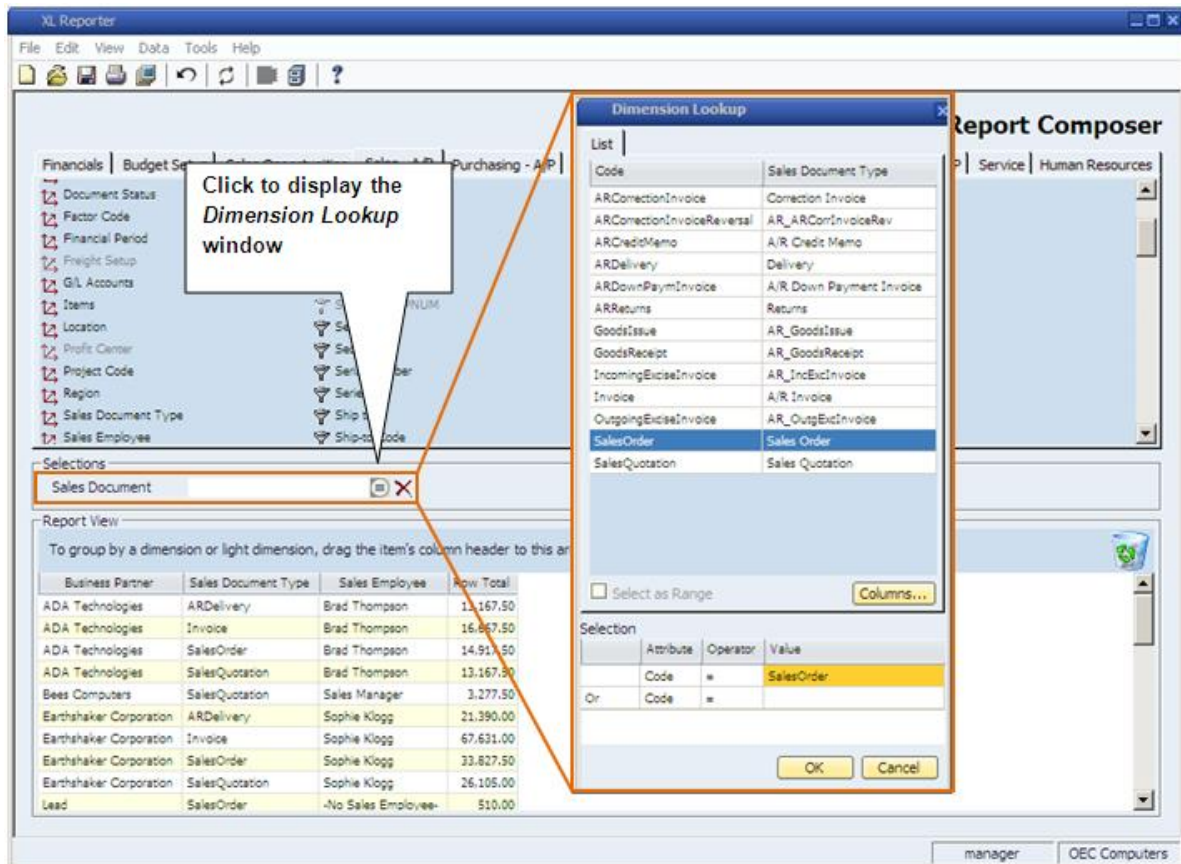 XL Reporter
File Edit View Data Tools Help
Report Composer
Financials Budget Purchasing - A/P Service Human Resources
Document Status
Factor Code
Financial Period
Freight Setup
G/L Accounts
Items
Location
Profit Center
Project Code
Region
Sales Document Type
Sales Employee
Click to display the
Dimension Lookup
window
Selections
Sales Document
Report View
To group by a dimension or light dimension, drag the item's column header to this
Business Partner Sales Document Type Sales Employee Row Total
ADA Technologies ARDelivery Brad Thompson
ADA Technologies Invoice Brad Thompson
ADA Technologies SalesOrder Brad Thompson
ADA Technologies SalesQuotation Brad Thompson 13,167.50
Bees Computers SalesQuotation Sales Manager 3,277.50
Earthshaker Corporation ARDelivery Sophie Klogg 21,390.00
Earthshaker Corporation Invoice Sophie Klogg 67,631.00
Earthshaker Corporation SalesOrder Sophie Klogg 33,827.50
Earthshaker Corporation SalesQuotation Sophie Klogg 26,105.00
Lead SalesOrder -No Sales Employee- 510.00
Dimension Lookup
List
Code Sales Document Type
ARCorrectionInvoice Correction Invoice
ARCorrectionInvoiceReversal AR_ARCorrInvoiceRev
ARCreditMemo A/R Credit Memo
ARDelivery Delivery
ARDownPaymInvoice A/R Down Payment Invoice
ARReturns Returns
GoodsIssue AR_GoodsIssue
GoodsReceipt AR_GoodsReceipt
IncomingExciseInvoice AR_IncExcInvoice
Invoice A/R Invoice
OutgoingExciseInvoice AR_OutgExcInvoice
SalesOrder Sales Order
SalesQuotation Sales Quotation
Select as Range Columns...
Selection
Attribute Operator Value
Code = SalesOrder
Or Code =
OK Cancel
manager OEC Computers